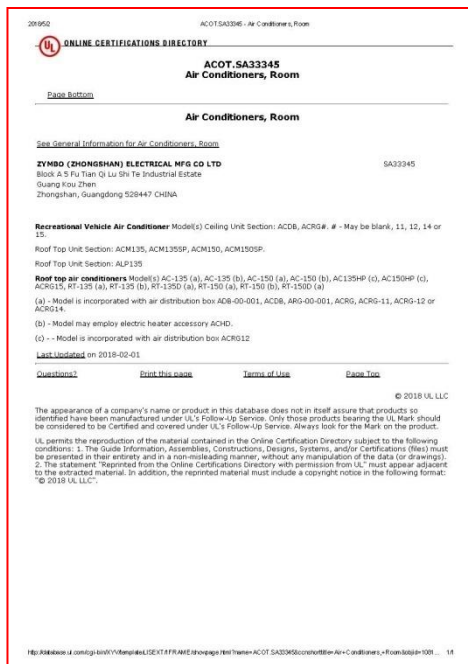 2018/5/2
ACOT.SA33345 - Air Conditioners, Room
UL
ONLINE CERTIFICATIONS DIRECTORY
ACOT.SA33345
Air Conditioners, Room
Page Bottom
Air Conditioners, Room
See General Information for Air Conditioners, Room
ZYMBO (ZHONGSHAN) ELECTRICAL MFG CO LTD
SA33345
Block A 5 Fu Tian Qi Lu Shi Te Industrial Estate
Guang Kou Zhen
Zhongshan, Guangdong 528447 CHINA
Recreational Vehicle Air Conditioner Model(s) Ceiling Unit Section: ACDB, ACRG#. # - May be blank, 11, 12, 14 or
15.
Roof Top Unit Section: ACM135, ACM135SP, ACM150, ACM150SP.
Roof Top Unit Section: ALP135
Roof top air conditioners Model(s) AC-135 (a), AC-135 (b), AC-150 (a), AC-150 (b), AC135HP (c), AC150HP (c),
ACRG15, RT-135 (a), RT-135 (b), RT-135D (a), RT-150 (a), RT-150 (b), RT-150D (a)
(a) - Model is incorporated with air distribution box ADB-00-001, ACDB, ARG-00-001, ACRG, ACRG-11, ACRG-12 or
ACRG14.
(b) - Model may employ electric heater accessory ACHD.
(c) - - Model is incorporated with air distribution box ACRG12
Last Updated on 2018-02-01
Questions?
Print this page
Terms of Use
Page Top
© 2018 UL LLC
The appearance of a company's name or product in this database does not in itself assure that products so
identified have been manufactured under UL's Follow-Up Service. Only those products bearing the UL Mark should
be considered to be Certified and covered under UL's Follow-Up Service. Always look for the Mark on the product.
UL permits the reproduction of the material contained in the Online Certification Directory subject to the following
conditions: 1. The Guide Information, Assemblies, Constructions, Designs, Systems, and/or Certifications (files) must
be presented in their entirety and in a non-misleading manner, without any manipulation of the data (or drawings).
2. The statement "Reprinted from the Online Certifications Directory with permission from UL" must appear adjacent
to the extracted material. In addition, the reprinted material must include a copyright notice in the following format:
"© 2018 UL LLC".
1/1